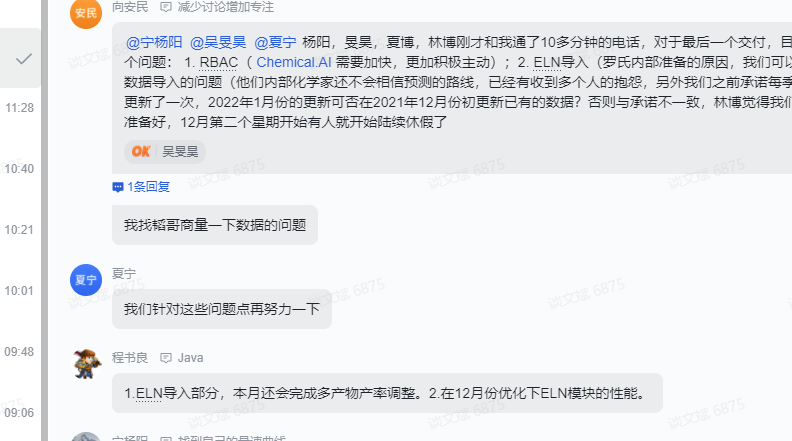 安民
向安民 减少讨论增加专注
@宁杨阳 @吴旻昊 @夏宁 杨阳，旻昊，夏博，林博刚才和我通了10多分钟的电话，对于最后一个交付，目
个问题： 1. RBAC（ Chemical.AI 需要加快，更加积极主动）；2. ELN导入（罗氏内部准备的原因，我们可以
数据导入的问题（他们内部化学家还不会相信预测的路线，已经有收到多个人的抱怨，另外我们之前承诺每季
更新了一次，2022年1月份的更新可否在2021年12月份初更新已有的数据？否则与承诺不一致，林博觉得我们
准备好，12月第二个星期开始有人就开始陆续休假了
11:28
OK 吴旻昊
10:40
1条回复
10:21
我找韬哥商量一下数据的问题
夏宁
夏宁
10:01
我们针对这些问题点再努力一下
09:48
程书良 Java
1.ELN导入部分，本月还会完成多产物产率调整。2.在12月份优化下ELN模块的性能。
09:06
宁杨阳 找到自己的最速曲线